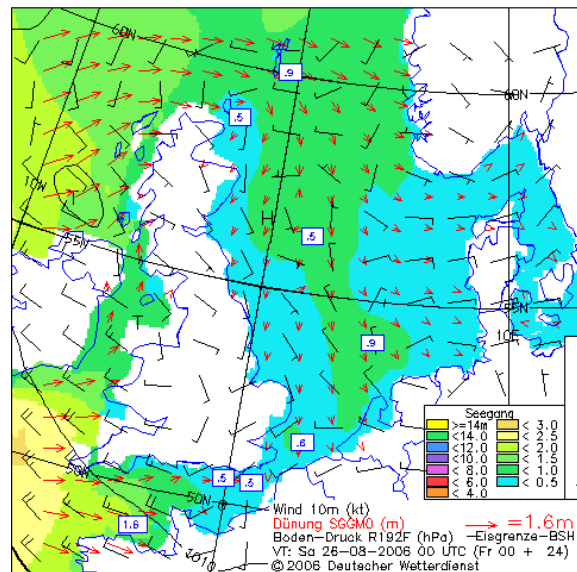 60N
.9
60N
.5
10W
55N
H
T
.5
T
55N
10E
.9
.6
Seegang
>=14m
<14.0
<12.0
<10.0
< 8.0
< 6.0
< 4.0
< 3.0
< 2.5
< 2.0
< 1.5
< 1.0
< 0.5
50N
.5
.5
50N
0
1.6
1010
Wind 10m (kt)
Dünung SGGMO (m) =1.6m
Boden-Druck R192F (hPa) Eisgrenze-BSH
VT: Sa 26-08-2006 00 UTC (Fr 00 + 24)
© 2006 Deutscher Wetterdienst